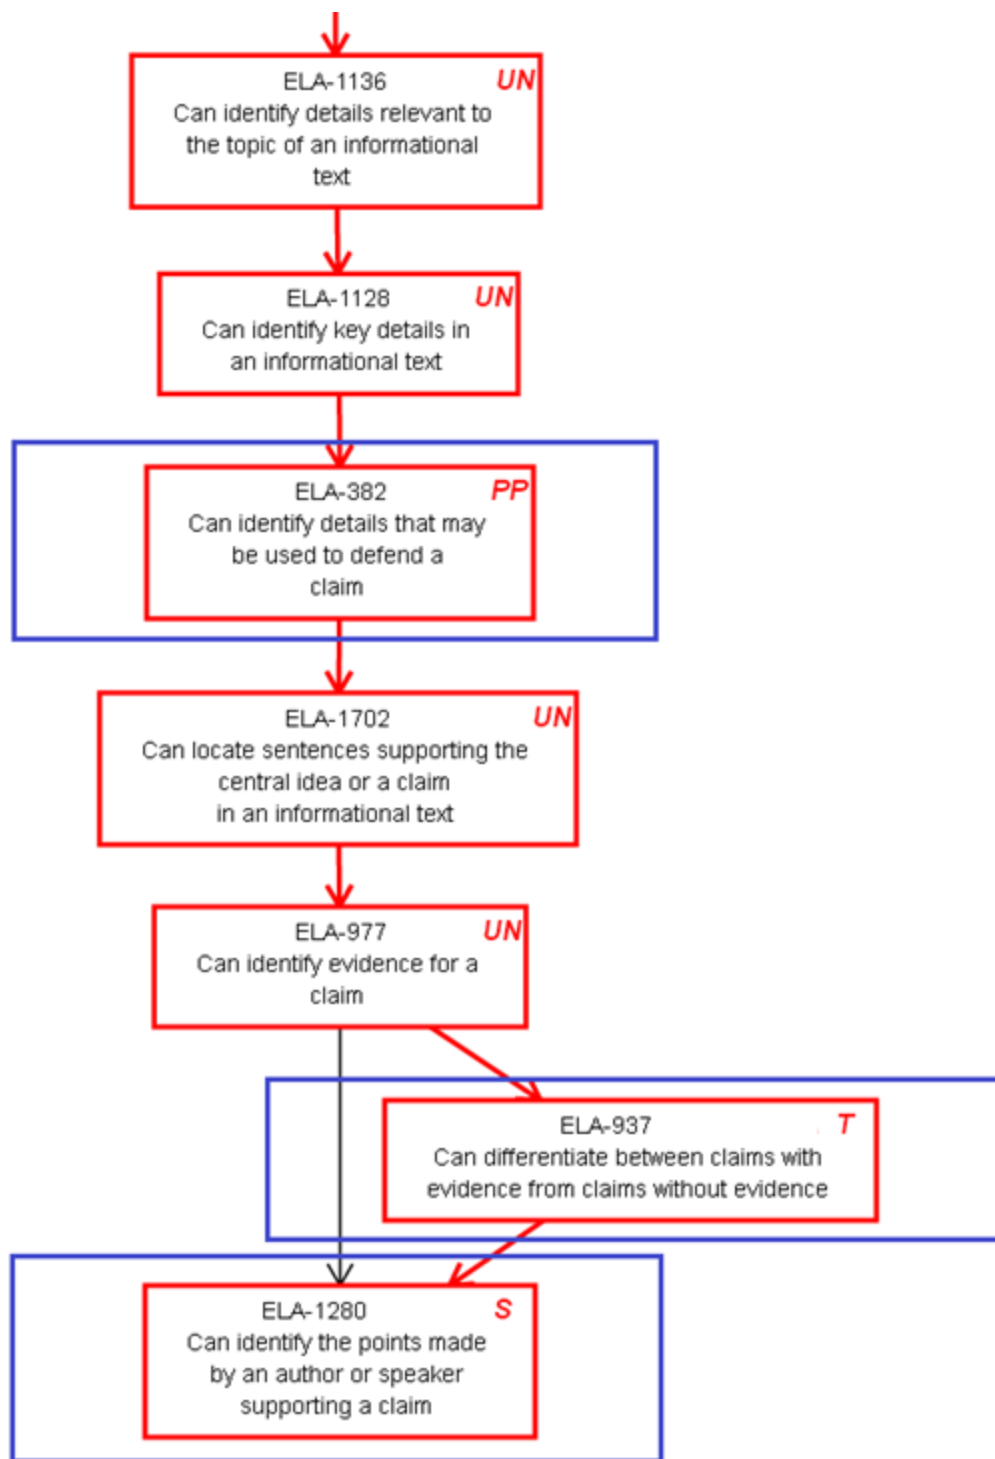 ELA-1136 UN
Can identify details relevant to
the topic of an informational
text
ELA-1128 UN
Can identify key details in
an informational text
ELA-382 PP
Can identify details that may
be used to defend a
claim
ELA-1702 UN
Can locate sentences supporting the
central idea or a claim
in an informational text
ELA-977 UN
Can identify evidence for a
claim
ELA-937 T
Can differentiate between claims with
evidence from claims without evidence
ELA-1280 S
Can identify the points made
by an author or speaker
supporting a claim